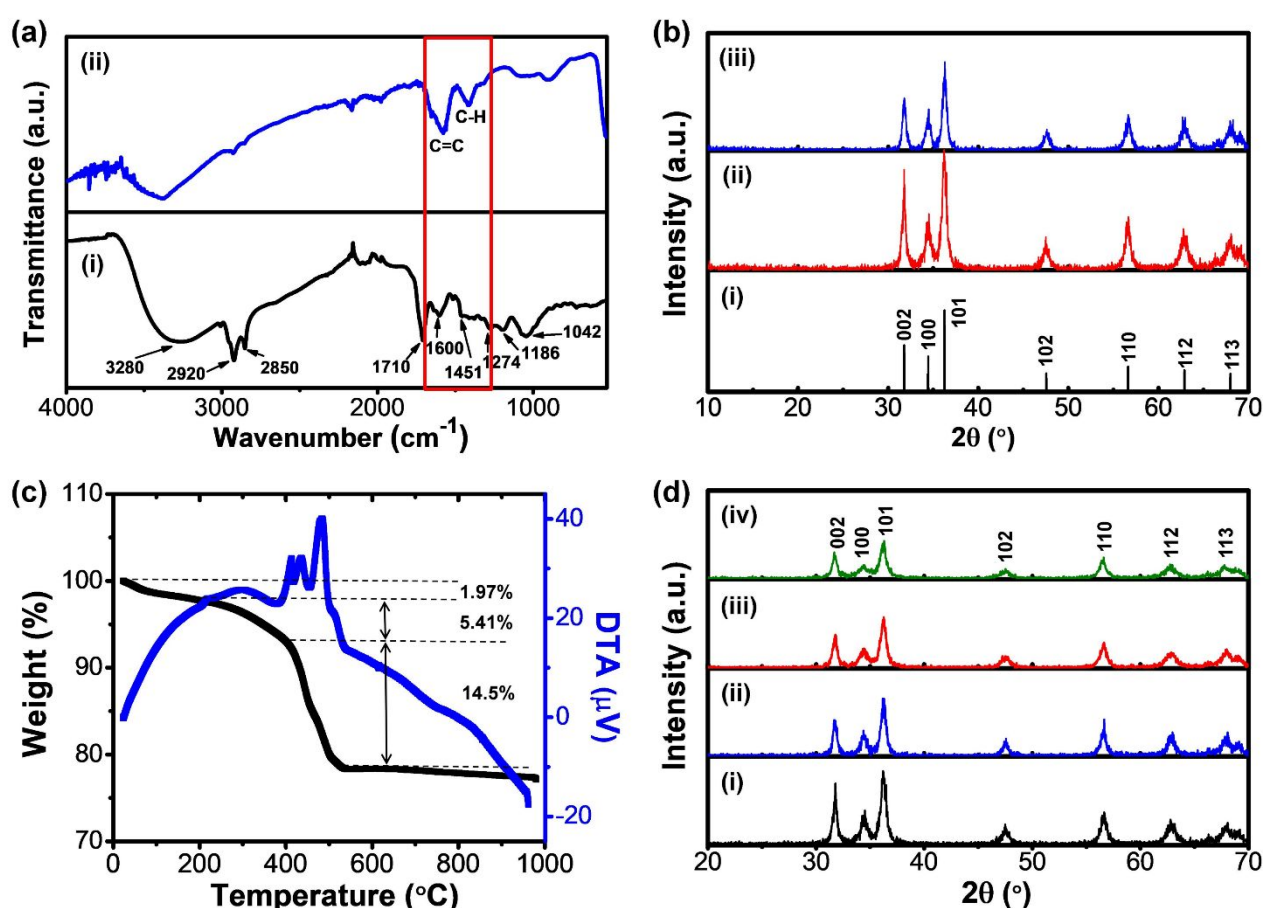 (a)
(ii)
C-H
C=C
(i)
3280
2920
2850
1710
1600
1451
1274
1186
1042
Transmittance (a.u.)
4000
3000
2000
1000
Wavenumber (cm⁻¹)
(b)
(iii)
(ii)
(i)
002
100
101
102
110
112
113
Intensity (a.u.)
10
20
30
40
50
60
70
2θ (°)
(c)
110
100
90
80
70
Weight (%)
1.97%
5.41%
14.5%
40
20
0
-20
DTA (μV)
0
200
400
600
800
1000
Temperature (°C)
(d)
(iv)
002
100
101
102
110
112
113
(iii)
(ii)
(i)
Intensity (a.u.)
20
30
40
50
60
70
2θ (°)